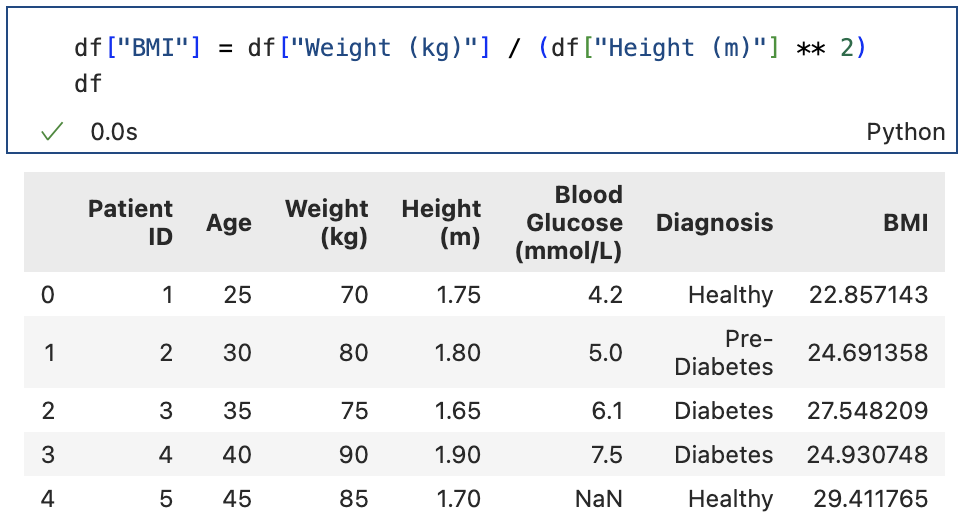 df["BMI"] = df["Weight (kg)"] / (df["Height (m)"] ** 2)
df
0.0s Python
Patient ID Age Weight (kg) Height (m) Blood Glucose (mmol/L) Diagnosis BMI
0 1 25 70 1.75 4.2 Healthy 22.857143
1 2 30 80 1.80 5.0 Pre-Diabetes 24.691358
2 3 35 75 1.65 6.1 Diabetes 27.548209
3 4 40 90 1.90 7.5 Diabetes 24.930748
4 5 45 85 1.70 NaN Healthy 29.411765